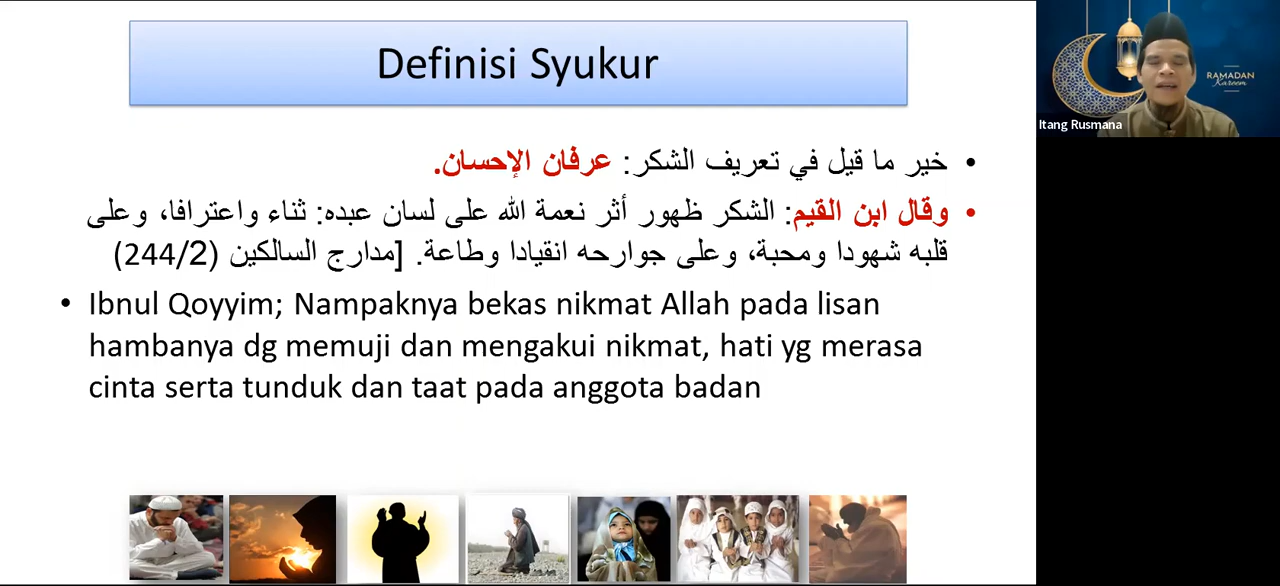 Definisi Syukur
• خير ما قيل في تعريف الشكر: عرفان الإحسان.
• وقال ابن القيم: الشكر ظهور أثر نعمة الله على لسان عبده: ثناء واعترافا، وعلى
قلبه شهودا ومحبة، وعلى جوارحه انقيادا وطاعة. [مدارج السالكين (244/2)
• Ibnul Qoyyim; Nampaknya bekas nikmat Allah pada lisan
hambanya dg memuji dan mengakui nikmat, hati yg merasa
cinta serta tunduk dan taat pada anggota badan
RAMADAN
Kareem
Itang Rusmana